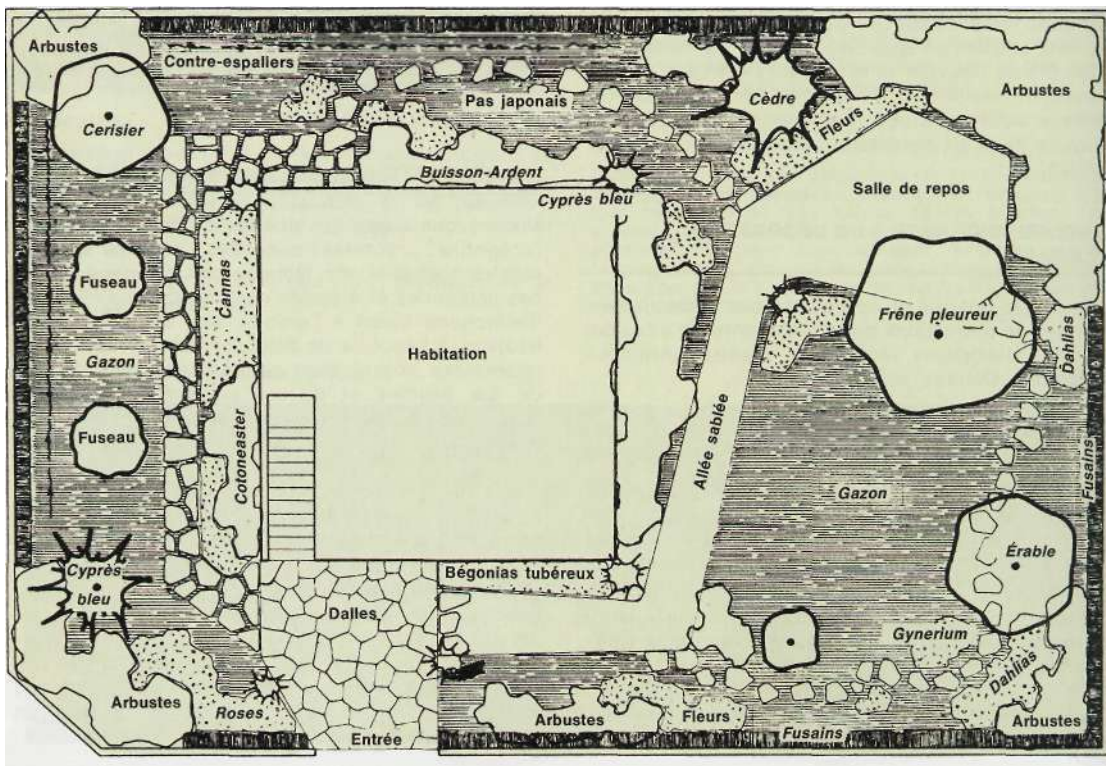 Arbustes
Contre-espaliers
Cerisier
Pas japonais
Cèdre
Fleurs
Arbustes
Buisson-Ardent
Cyprès bleu
Salle de repos
Fuseau
Cannas
Gazon
Habitation
Frêne pleureur
Dahlias
Fuseau
Cotoneaster
Allée sablée
Gazon
Fusains
Cyprès
bleu
Bégonias tubéreux
Érable
Dalles
Gynerium
Dahlias
Arbustes
Roses
Entrée
Arbustes
Fleurs
Fusains
Arbustes